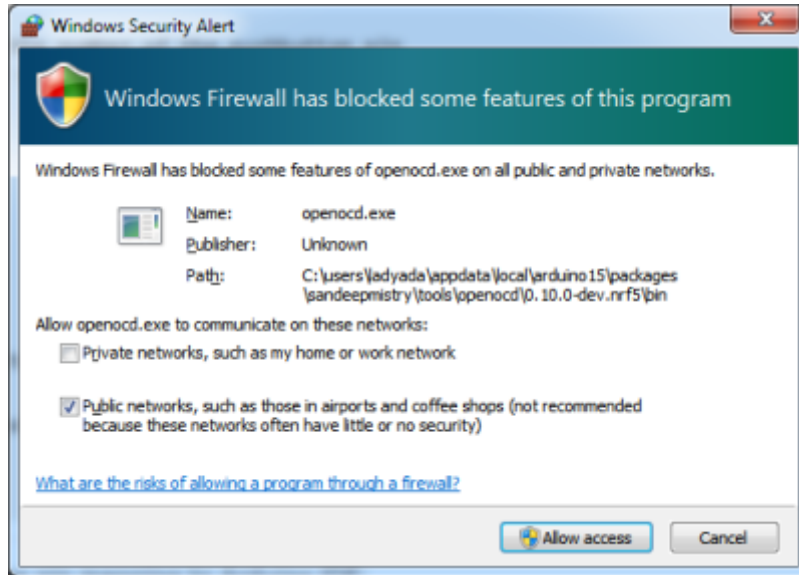 Windows Security Alert
Windows Firewall has blocked some features of this program
Windows Firewall has blocked some features of openocd.exe on all public and private networks.
Name: openocd.exe
Publisher: Unknown
Path: C:\users\ladyada\appdata\local\arduino15\packages
\sandeepmistry\tools\openocd\0.10.0-dev.nrf5\bin
Allow openocd.exe to communicate on these networks:
Private networks, such as my home or work network
Public networks, such as those in airports and coffee shops (not recommended
because these networks often have little or no security)
What are the risks of allowing a program through a firewall?
Allow access Cancel